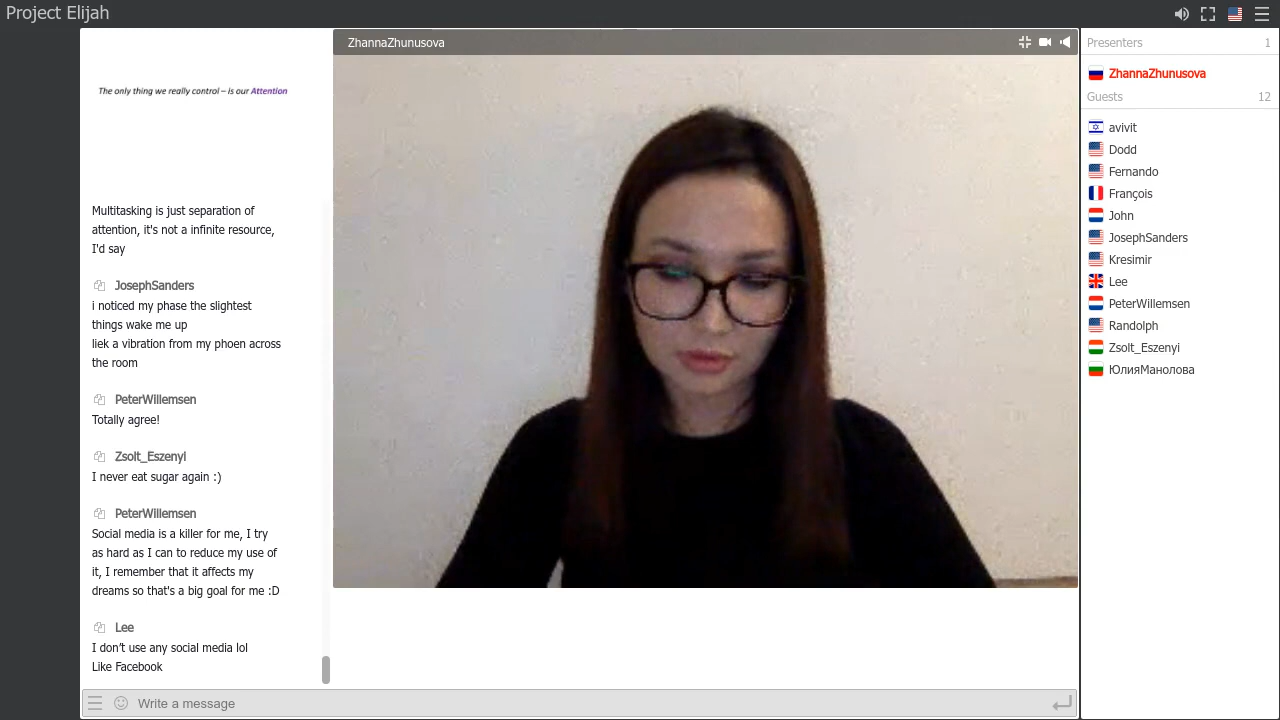 Project Elijah
The only thing we really control – is our Attention
Multitasking is just separation of
attention, it's not a infinite resource,
I'd say
JosephSanders
i noticed my phase the slightest
things wake me up
liek a vibration from my phoen across
the room
PeterWillemsen
Totally agree!
Zsolt_Eszenyi
I never eat sugar again :)
PeterWillemsen
Social media is a killer for me, I try
as hard as I can to reduce my use of
it, I remember that it affects my
dreams so that's a big goal for me :D
Lee
I don’t use any social media lol
Like Facebook
Write a message
ZhannaZhunusova
Presenters 1
ZhannaZhunusova
Guests 12
avivit
Dodd
Fernando
François
John
JosephSanders
Kresimir
Lee
PeterWillemsen
Randolph
Zsolt_Eszenyi
ЮлияМанолова